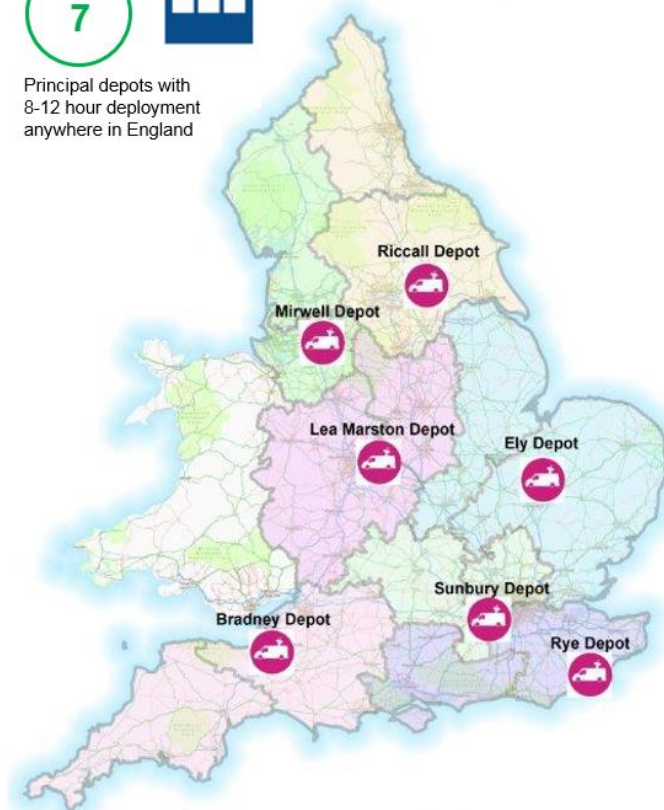 7
Principal depots with
8-12 hour deployment
anywhere in England
Riccall Depot
Mirwell Depot
Lea Marston Depot
Ely Depot
Sunbury Depot
Bradney Depot
Rye Depot